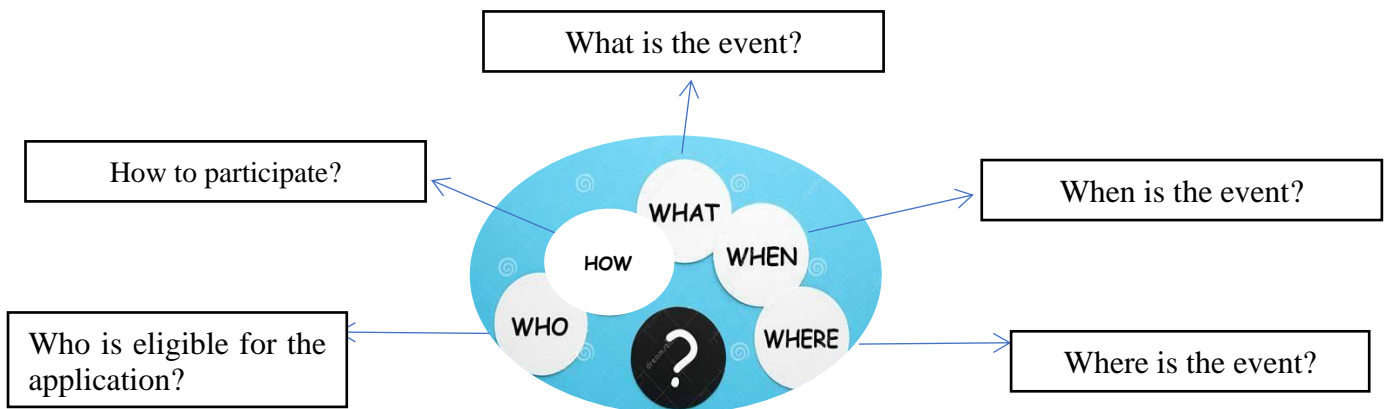 What is the event?
How to participate?
When is the event?
WHAT
WHEN
HOW
WHO
WHERE
?
Who is eligible for the
application?
Where is the event?